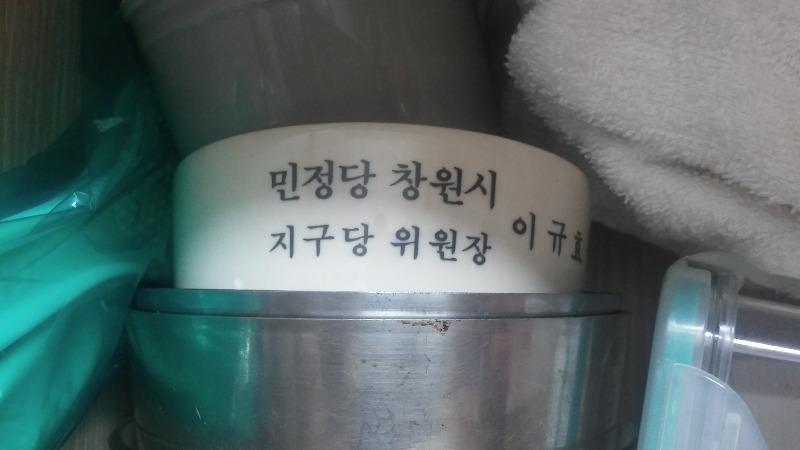 민정당 창원시
지구당 위원장 이규효